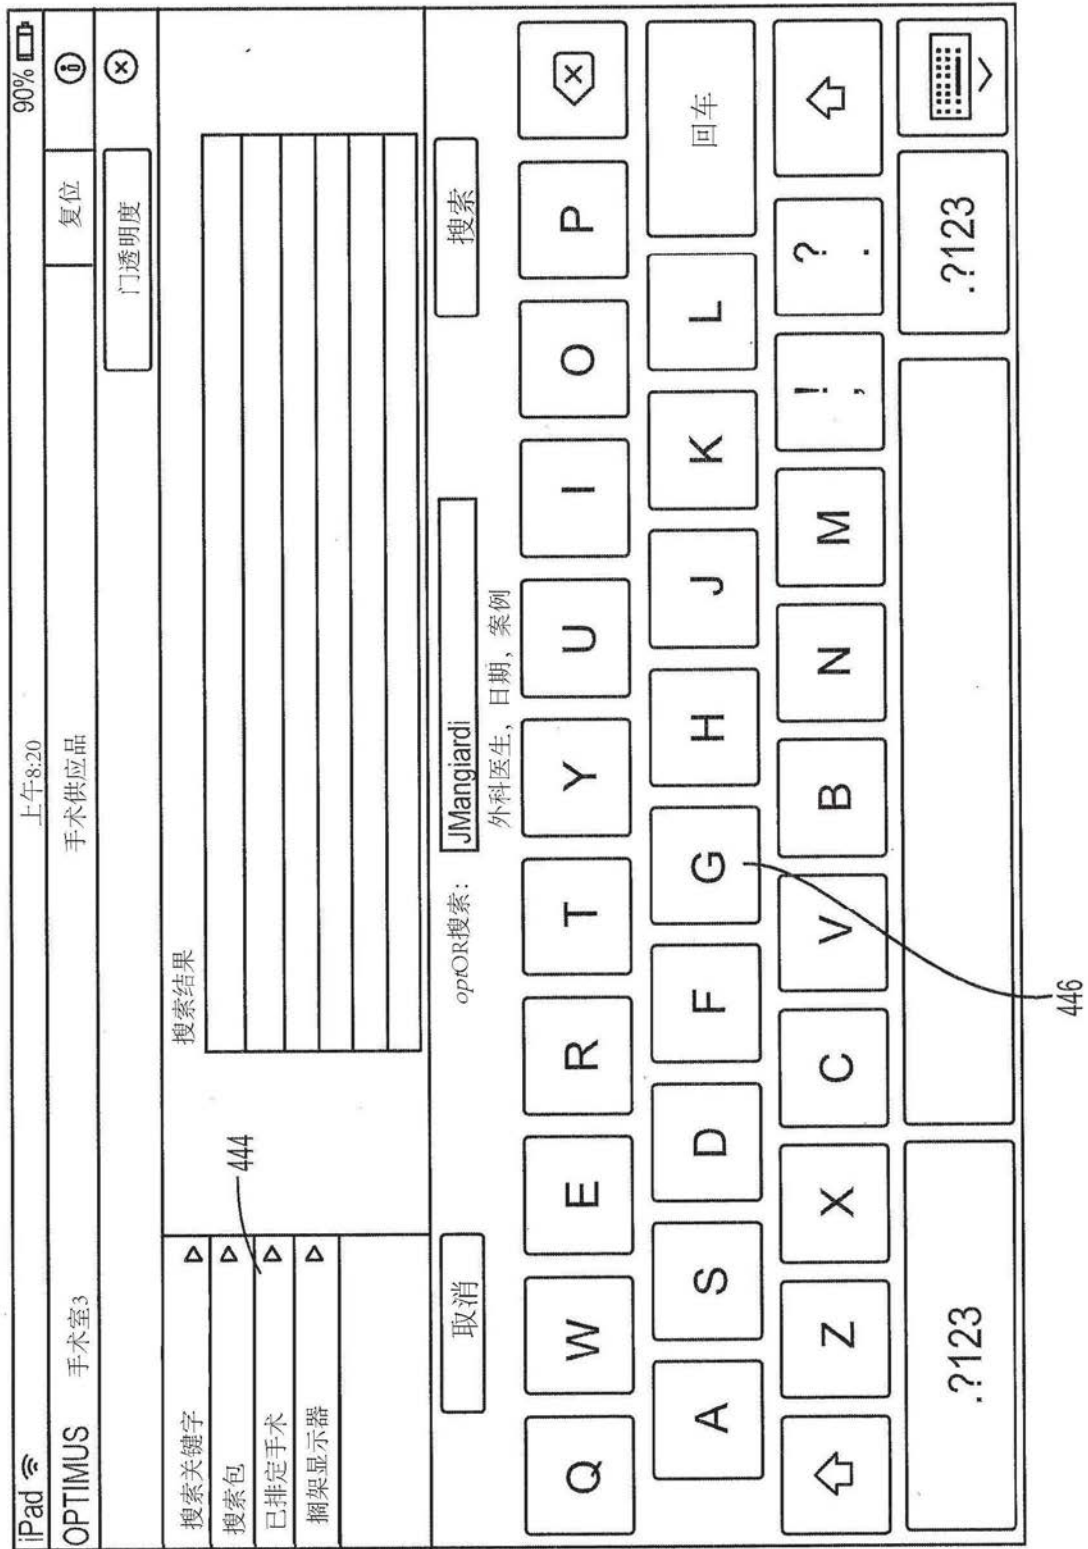 iPad 上午8:20 90%
OPTIMUS 手术室3 手术供应品 复位
门透明度
搜索关键字
搜索包
已排定手术
搁架显示器
444
搜索结果
取消 optOR搜索: JMangiardi 搜索
外科医生，日期，案例
Q W E R T Y U I O P
A S D F G H J K L 回车
Z X C V B N M ! , ? .
.?123 .?123
446